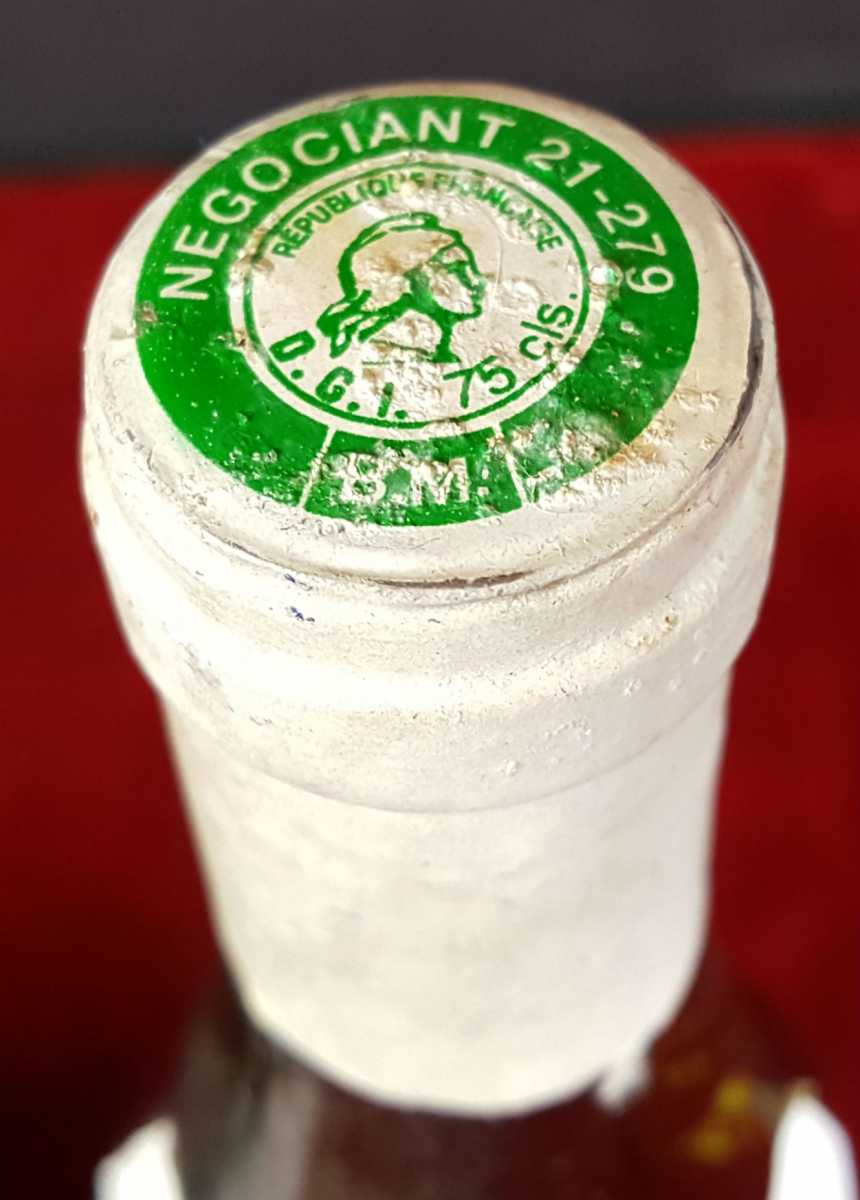 NEGOCIANT 21-279
RÉPUBLIQUE FRANÇAISE
D.G.I. 75 cls.
B.M.